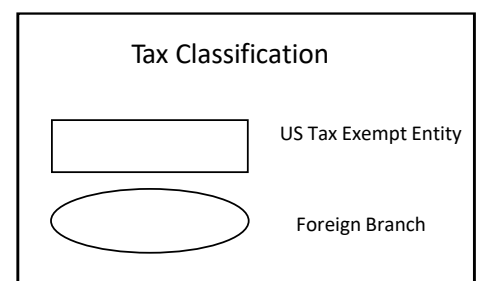 Tax Classification
US Tax Exempt Entity
Foreign Branch